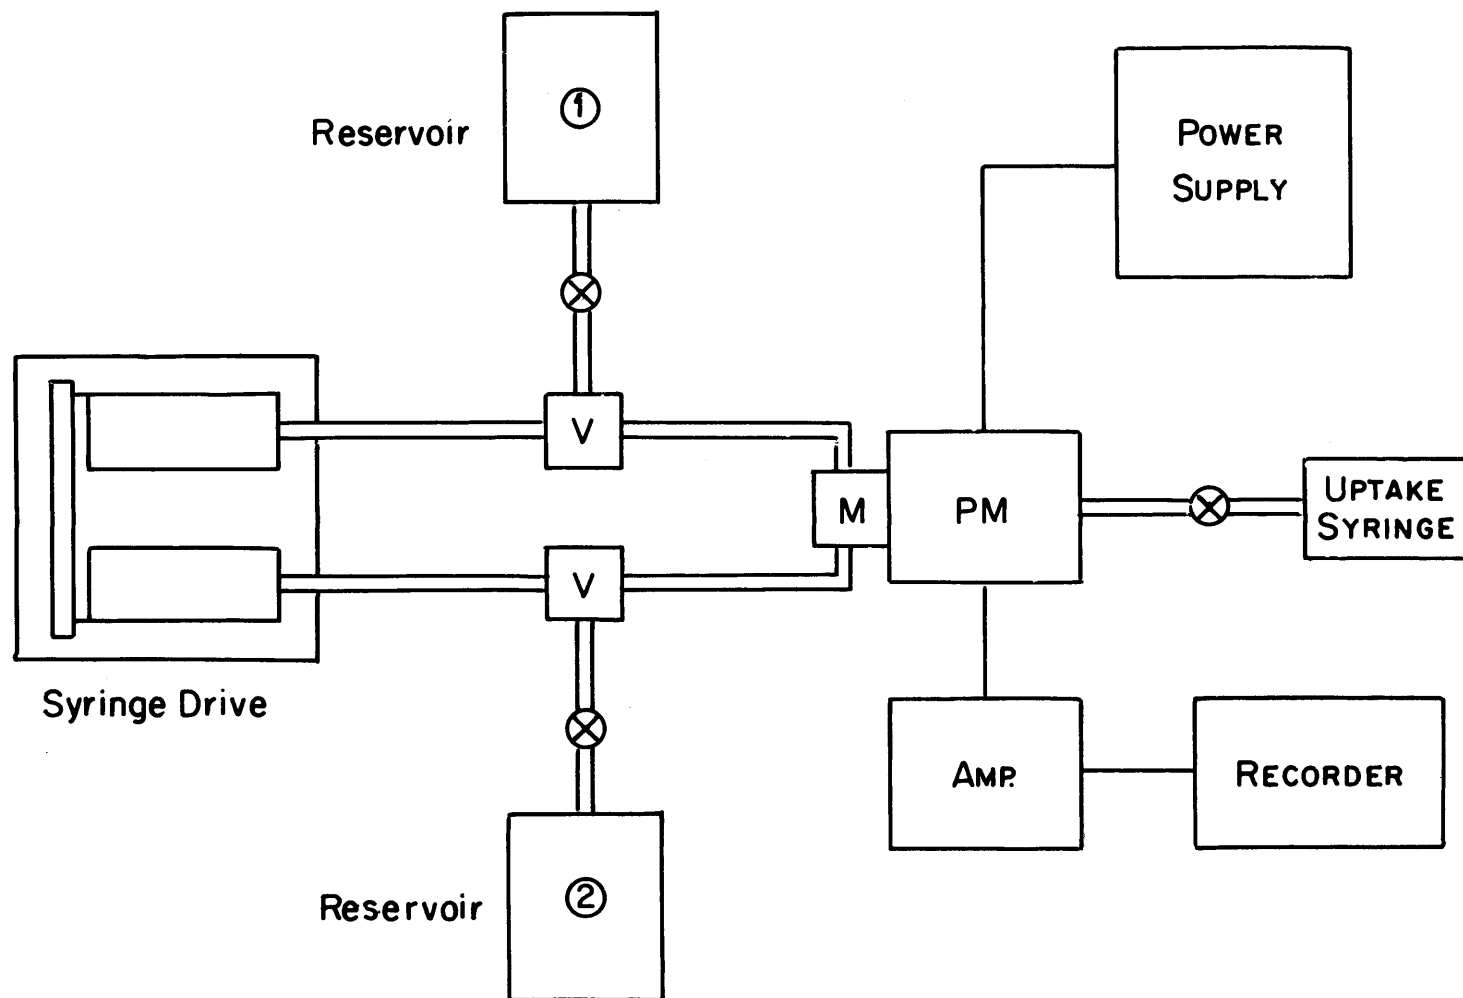 Reservoir
①
POWER
SUPPLY
V
M
PM
UPTAKE
SYRINGE
V
Syringe Drive
AMP.
RECORDER
Reservoir
②